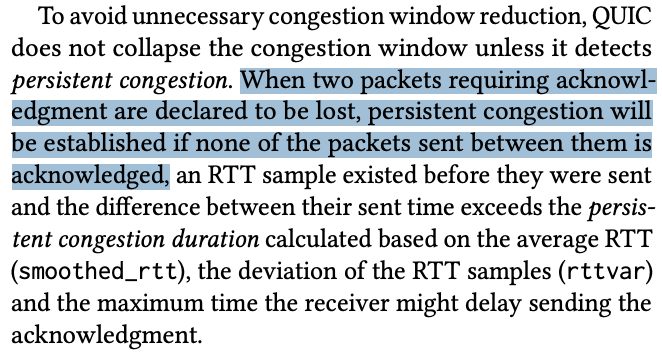 To avoid unnecessary congestion window reduction, QUIC
does not collapse the congestion window unless it detects
persistent congestion. When two packets requiring acknowl-
edgment are declared to be lost, persistent congestion will
be established if none of the packets sent between them is
acknowledged, an RTT sample existed before they were sent
and the difference between their sent time exceeds the persis-
tent congestion duration calculated based on the average RTT
(smoothed_rtt), the deviation of the RTT samples (rttvar)
and the maximum time the receiver might delay sending the
acknowledgment.